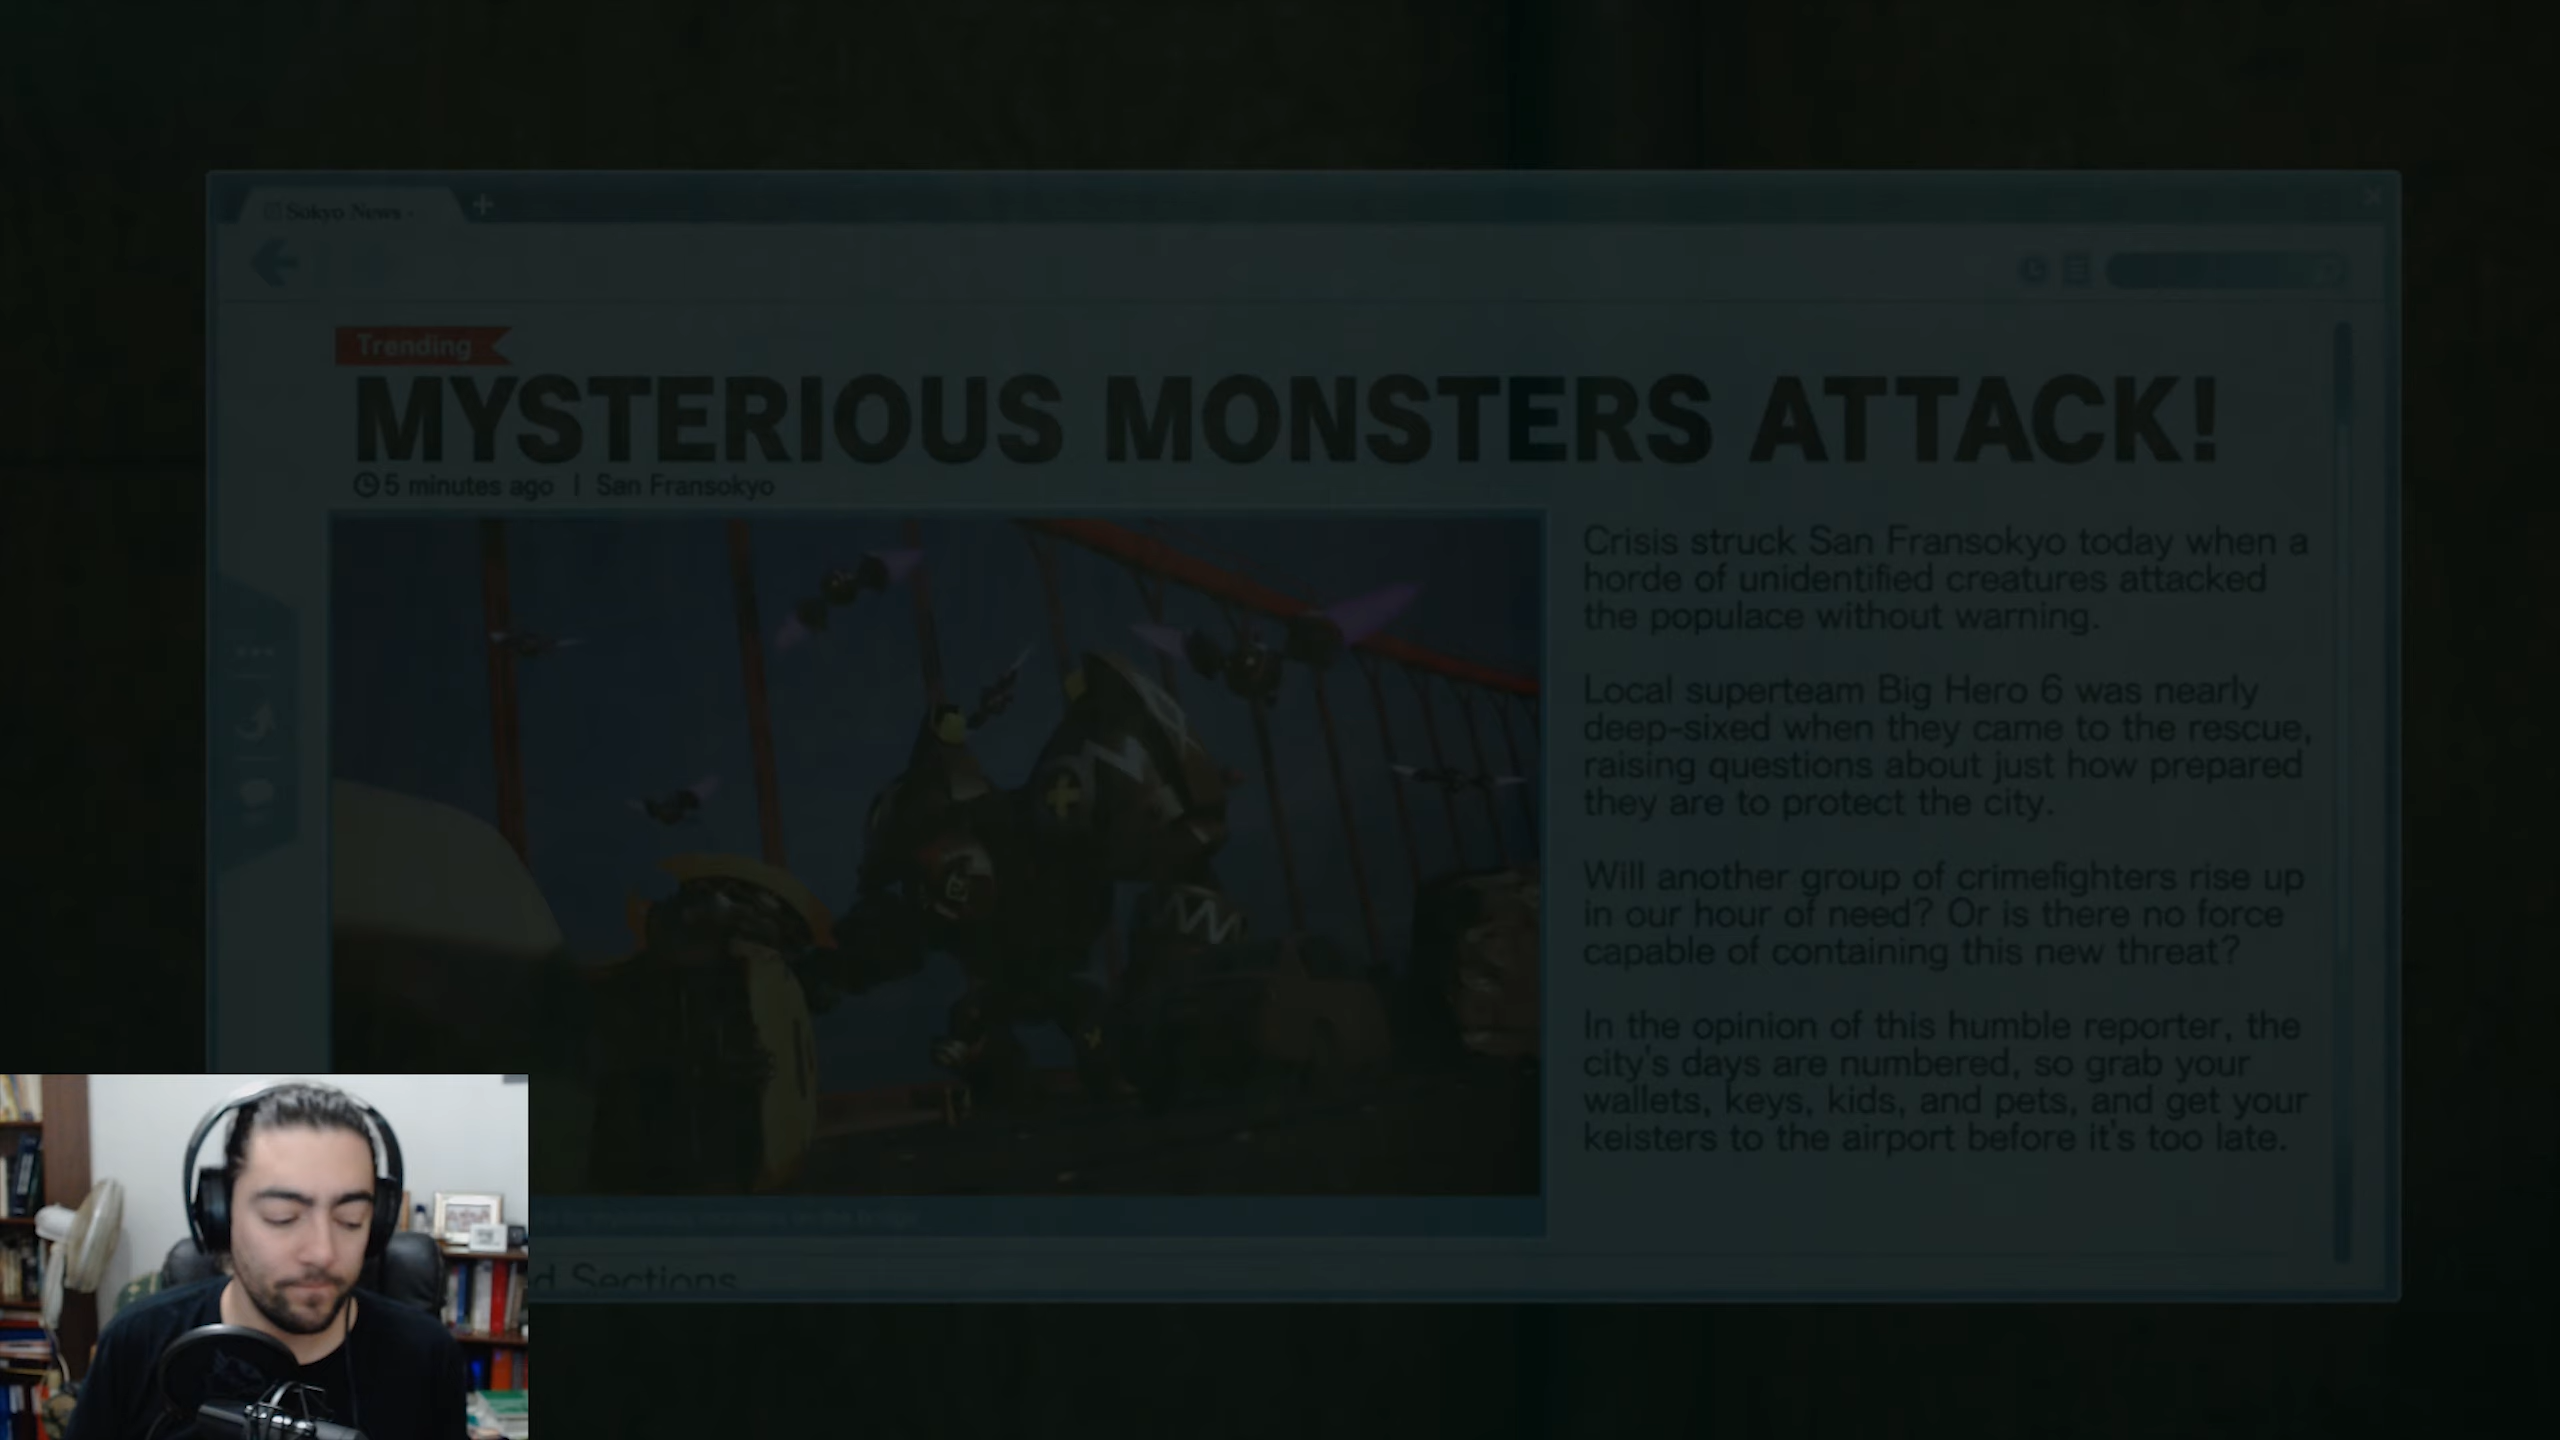 Sokyo News -
Trending
MYSTERIOUS MONSTERS ATTACK!
5 minutes ago | San Fransokyo
Crisis struck San Fransokyo today when a
horde of unidentified creatures attacked
the populace without warning.
Local superteam Big Hero 6 was nearly
deep-sixed when they came to the rescue,
raising questions about just how prepared
they are to protect the city.
Will another group of crimefighters rise up
in our hour of need? Or is there no force
capable of containing this new threat?
In the opinion of this humble reporter, the
city's days are numbered, so grab your
wallets, keys, kids, and pets, and get your
keisters to the airport before it's too late.
Sections